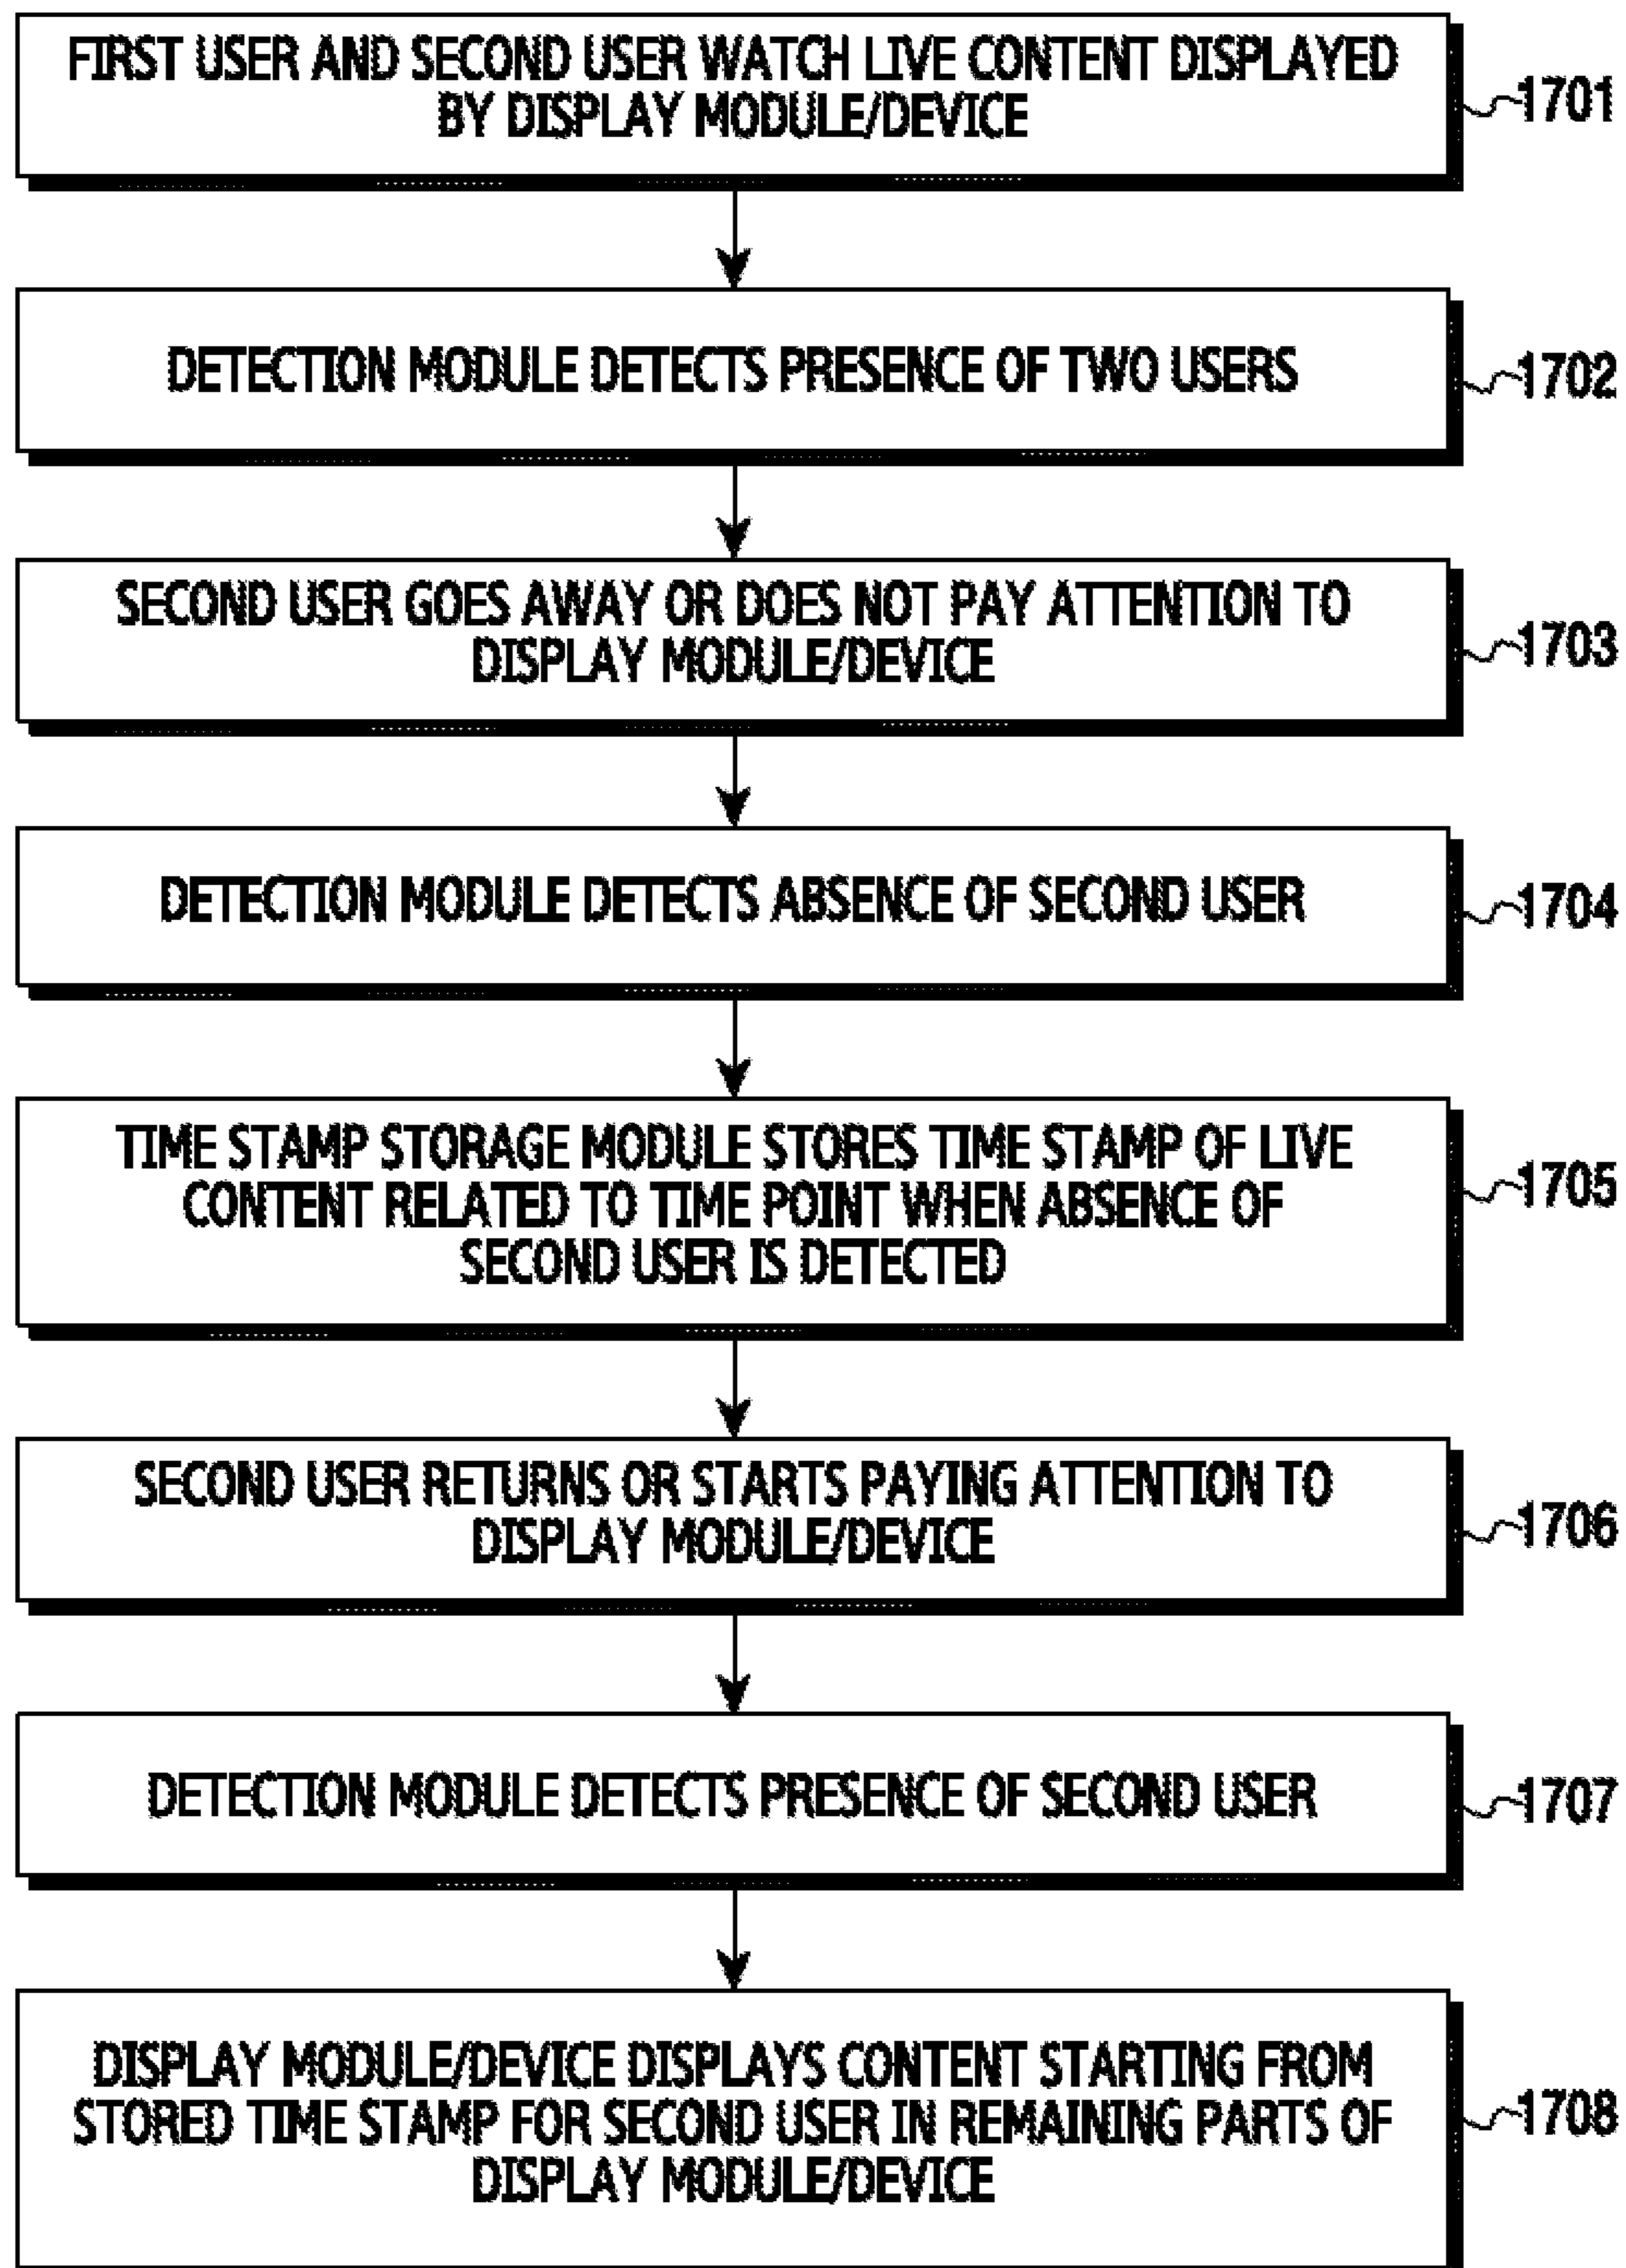 FIRST USER AND SECOND USER WATCH LIVE CONTENT DISPLAYED
BY DISPLAY MODULE/DEVICE
1701
DETECTION MODULE DETECTS PRESENCE OF TWO USERS
1702
SECOND USER GOES AWAY OR DOES NOT PAY ATTENTION TO
DISPLAY MODULE/DEVICE
1703
DETECTION MODULE DETECTS ABSENCE OF SECOND USER
1704
TIME STAMP STORAGE MODULE STORES TIME STAMP OF LIVE
CONTENT RELATED TO TIME POINT WHEN ABSENCE OF
SECOND USER IS DETECTED
1705
SECOND USER RETURNS OR STARTS PAYING ATTENTION TO
DISPLAY MODULE/DEVICE
1706
DETECTION MODULE DETECTS PRESENCE OF SECOND USER
1707
DISPLAY MODULE/DEVICE DISPLAYS CONTENT STARTING FROM
STORED TIME STAMP FOR SECOND USER IN REMAINING PARTS OF
DISPLAY MODULE/DEVICE
1708